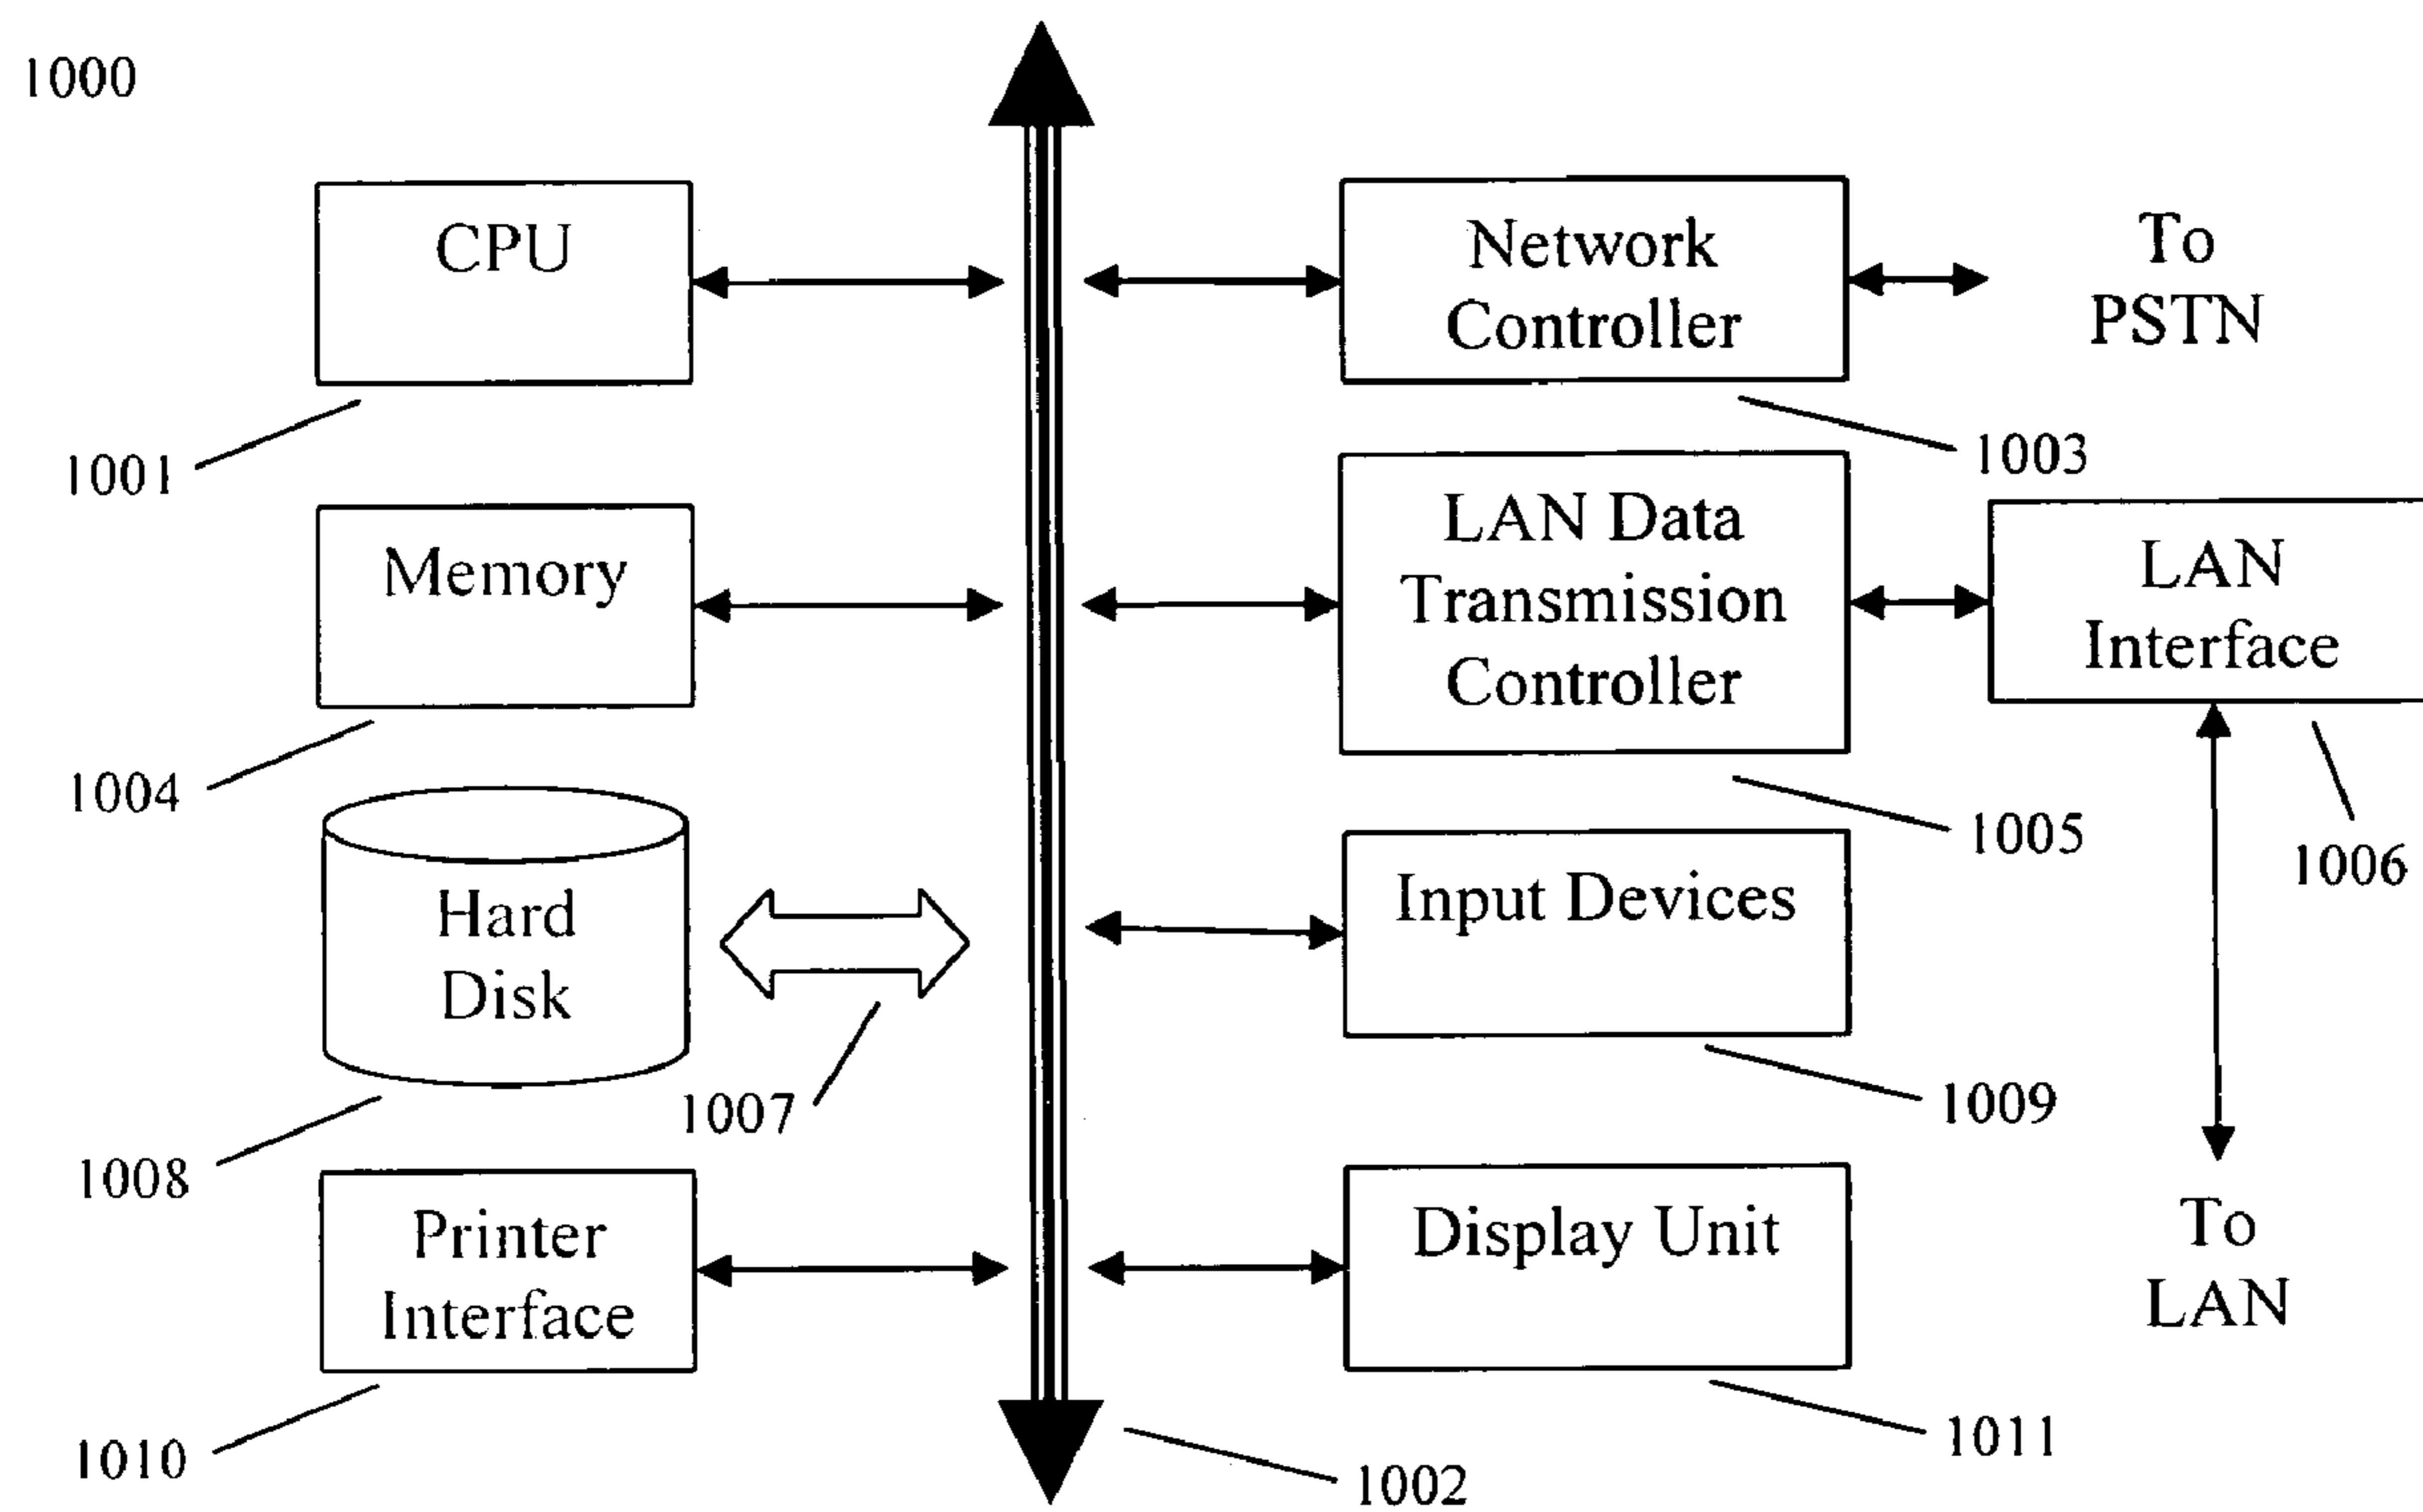 1000
CPU
1001
Memory
1004
Hard
Disk
1007
1008
Printer
Interface
1010
1002
Network
Controller
To
PSTN
1003
LAN Data
Transmission
Controller
1005
LAN
Interface
1006
Input Devices
1009
Display Unit
1011
To
LAN